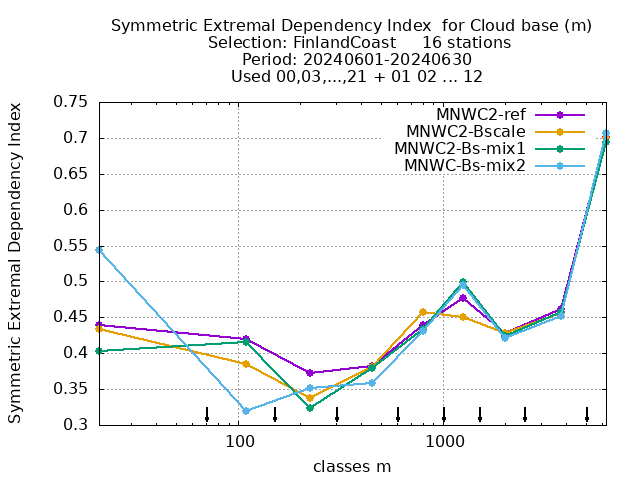 Symmetric Extremal Dependency Index  for Cloud base (m)
Selection: FinlandCoast     16 stations
Period: 20240601-20240630
Used 00,03,...,21 + 01 02 ... 12
Symmetric Extremal Dependency Index
0.75
0.7
0.65
0.6
0.55
0.5
0.45
0.4
0.35
0.3
MNWC2-ref
MNWC2-Bscale
MNWC2-Bs-mix1
MNWC-Bs-mix2
100
1000
classes m